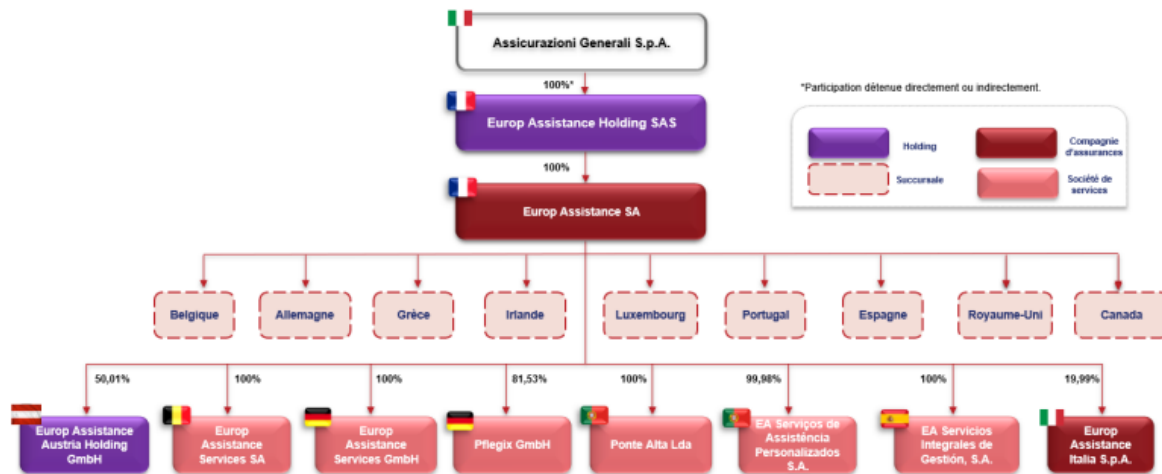 Assicurazioni Generali S.p.A.
100%*
*Participation détenue directement ou indirectement.
Europ Assistance Holding SAS
Holding
Compagnie
d'assurances
100%
Succursale
Société de
services
Europ Assistance SA
Belgique
Allemagne
Grèce
Irlande
Luxembourg
Portugal
Espagne
Royaume-Uni
Canada
50,01%
100%
100%
81,53%
100%
99,98%
100%
19,99%
Europ Assistance
Austria Holding
GmbH
Europ
Assistance
Services SA
Europ
Assistance
Services GmbH
Pflegix GmbH
Ponte Alta Lda
EA Serviços de
Assistência
Personalizados
S.A.
EA Servicios
Integrales de
Gestión, S.A.
Europ
Assistance
Italia S.p.A.